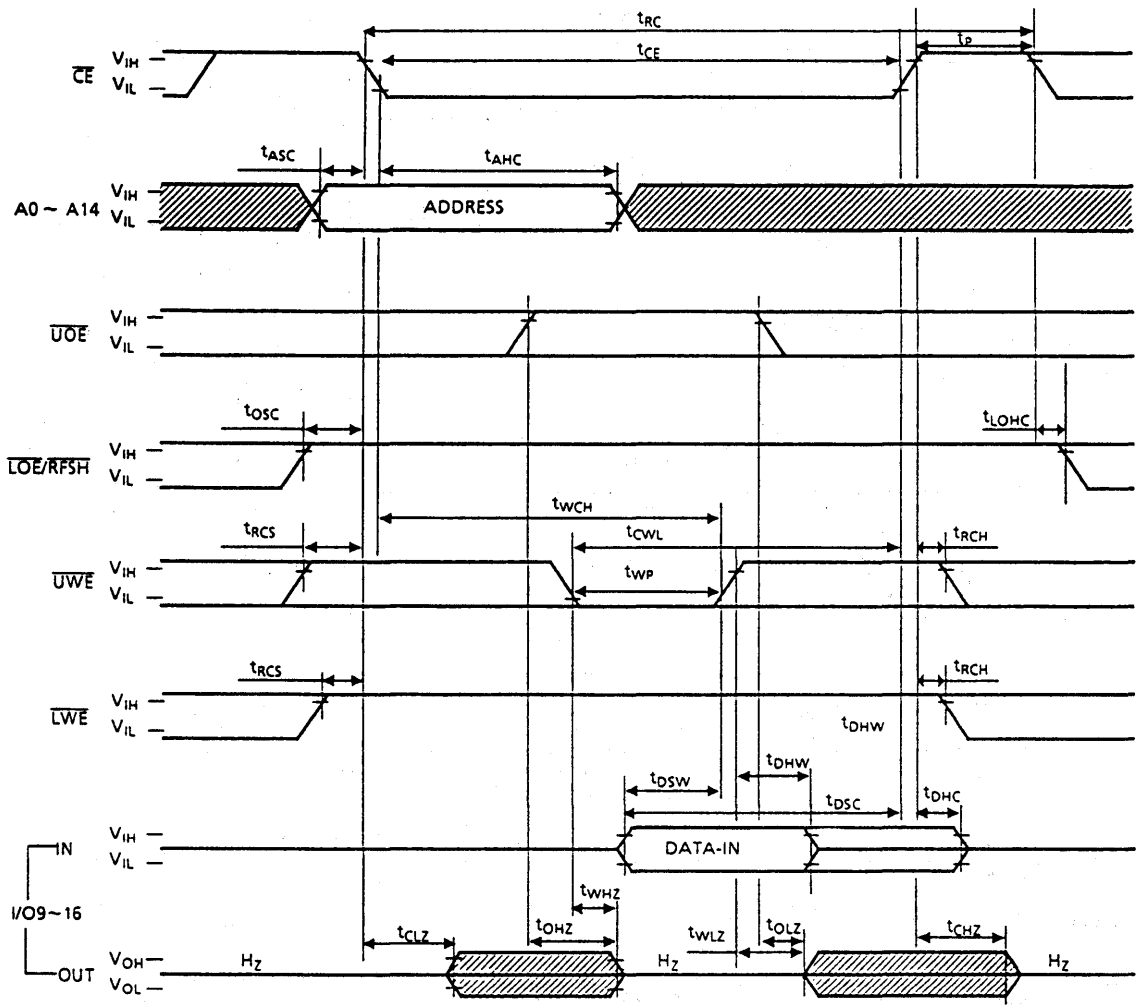 tRC
tP
tCE
CE
VIH
VIL
tASC
tAHC
A0 ~ A14
VIH
VIL
ADDRESS
UOE
VIH
VIL
tOSC
tLOHC
LOE/RFSH
VIH
VIL
tWCH
tRCS
tCWL
tRCH
UWE
VIH
VIL
tWP
tRCS
tRCH
LWE
VIH
VIL
tDHW
tDSW
tDHW
tDSC
tDHC
IN
VIH
VIL
DATA-IN
I/O9~16
tWHZ
tCLZ
tOHZ
tWLZ
tOLZ
tCHZ
OUT
VOH
VOL
HZ
HZ
HZ